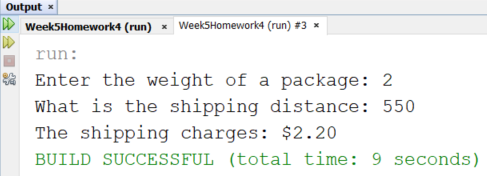 Output ×
Week5Homework4 (run) × Week5Homework4 (run) #3 ×
run:
Enter the weight of a package: 2
What is the shipping distance: 550
The shipping charges: $2.20
BUILD SUCCESSFUL (total time: 9 seconds)